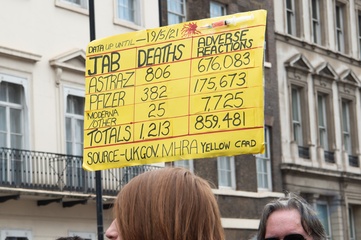 DATA UP UNTIL — 19/5/21
JAB DEATHS ADVERSE REACTIONS
ASTRAZ 806 676,083
PFIZER 382 175,673
MODERNA /OTHER 25 7,725
TOTALS 1,213 859,481
SOURCE - UK GOV. MHRA YELLOW CARD